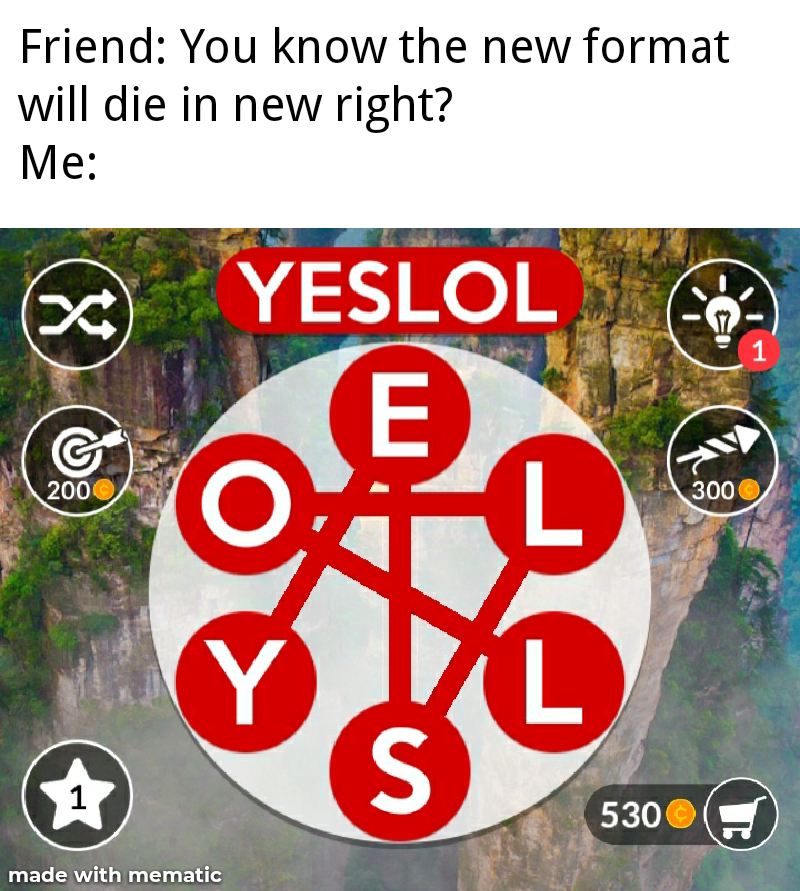 Friend: You know the new format
will die in new right?
Me:
YESLOL
1
200
300
E
O
L
Y
L
S
1
530
made with mematic